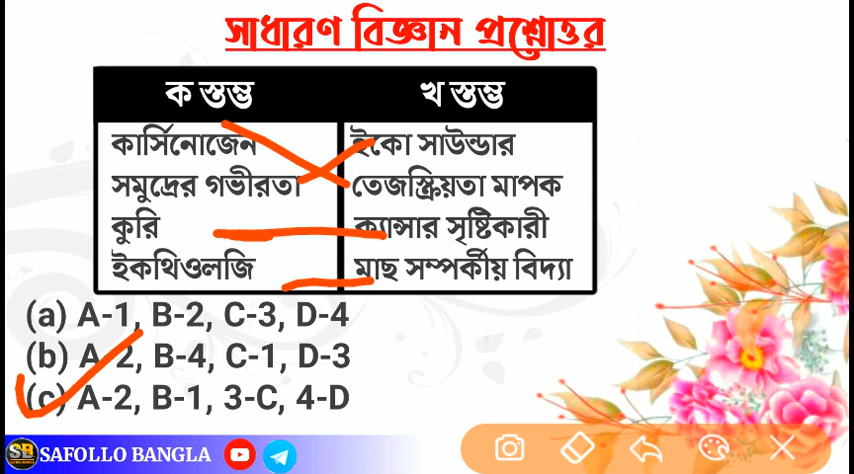 সাধারণ বিজ্ঞান প্রশ্নোত্তর
ক স্তম্ভ খ স্তম্ভ
কার্সিনোজেন ইকো সাউন্ডার
সমুদ্রের গভীরতা তেজস্ক্রিয়তা মাপক
কুরি ক্যান্সার সৃষ্টিকারী
ইকথিওলজি মাছ সম্পর্কীয় বিদ্যা
(a) A-1, B-2, C-3, D-4
(b) A-2, B-4, C-1, D-3
(c) A-2, B-1, 3-C, 4-D
SB SAFOLLO BANGLA